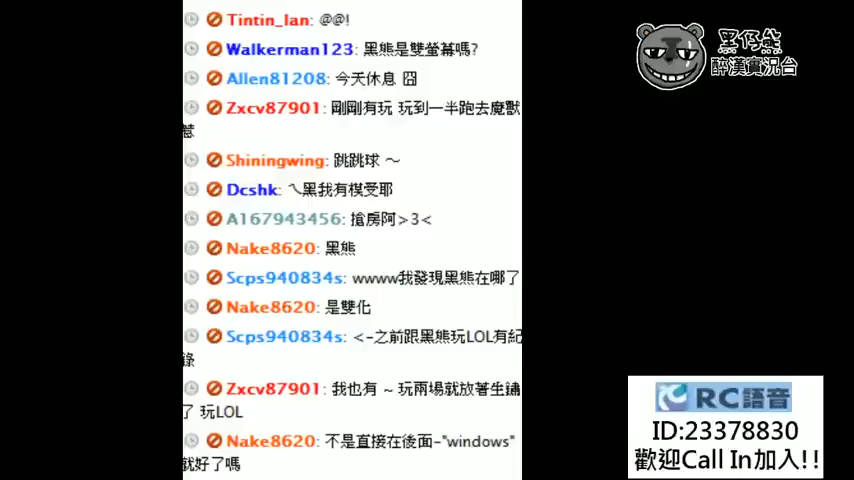 Tintin_lan: @@!
Walkerman123: 黑熊是雙螢幕嗎?
Allen81208: 今天休息 囧
Zxcv87901: 剛剛有玩 玩到一半跑去魔獸
惹
Shiningwing: 跳跳球 ～
Dcshk: ㄟ黑我有模受耶
A167943456: 搶房阿>3<
Nake8620: 黑熊
Scps940834s: wwww我發現黑熊在哪了
Nake8620: 是雙化
Scps940834s: <-之前跟黑熊玩LOL有紀
錄
Zxcv87901: 我也有 ~ 玩兩場就放著生鏽
了 玩LOL
Nake8620: 不是直接在後面-"windows"
就好了嗎
黑仔熊
醉漢實況台
RC語音
ID:23378830
歡迎Call In加入!!